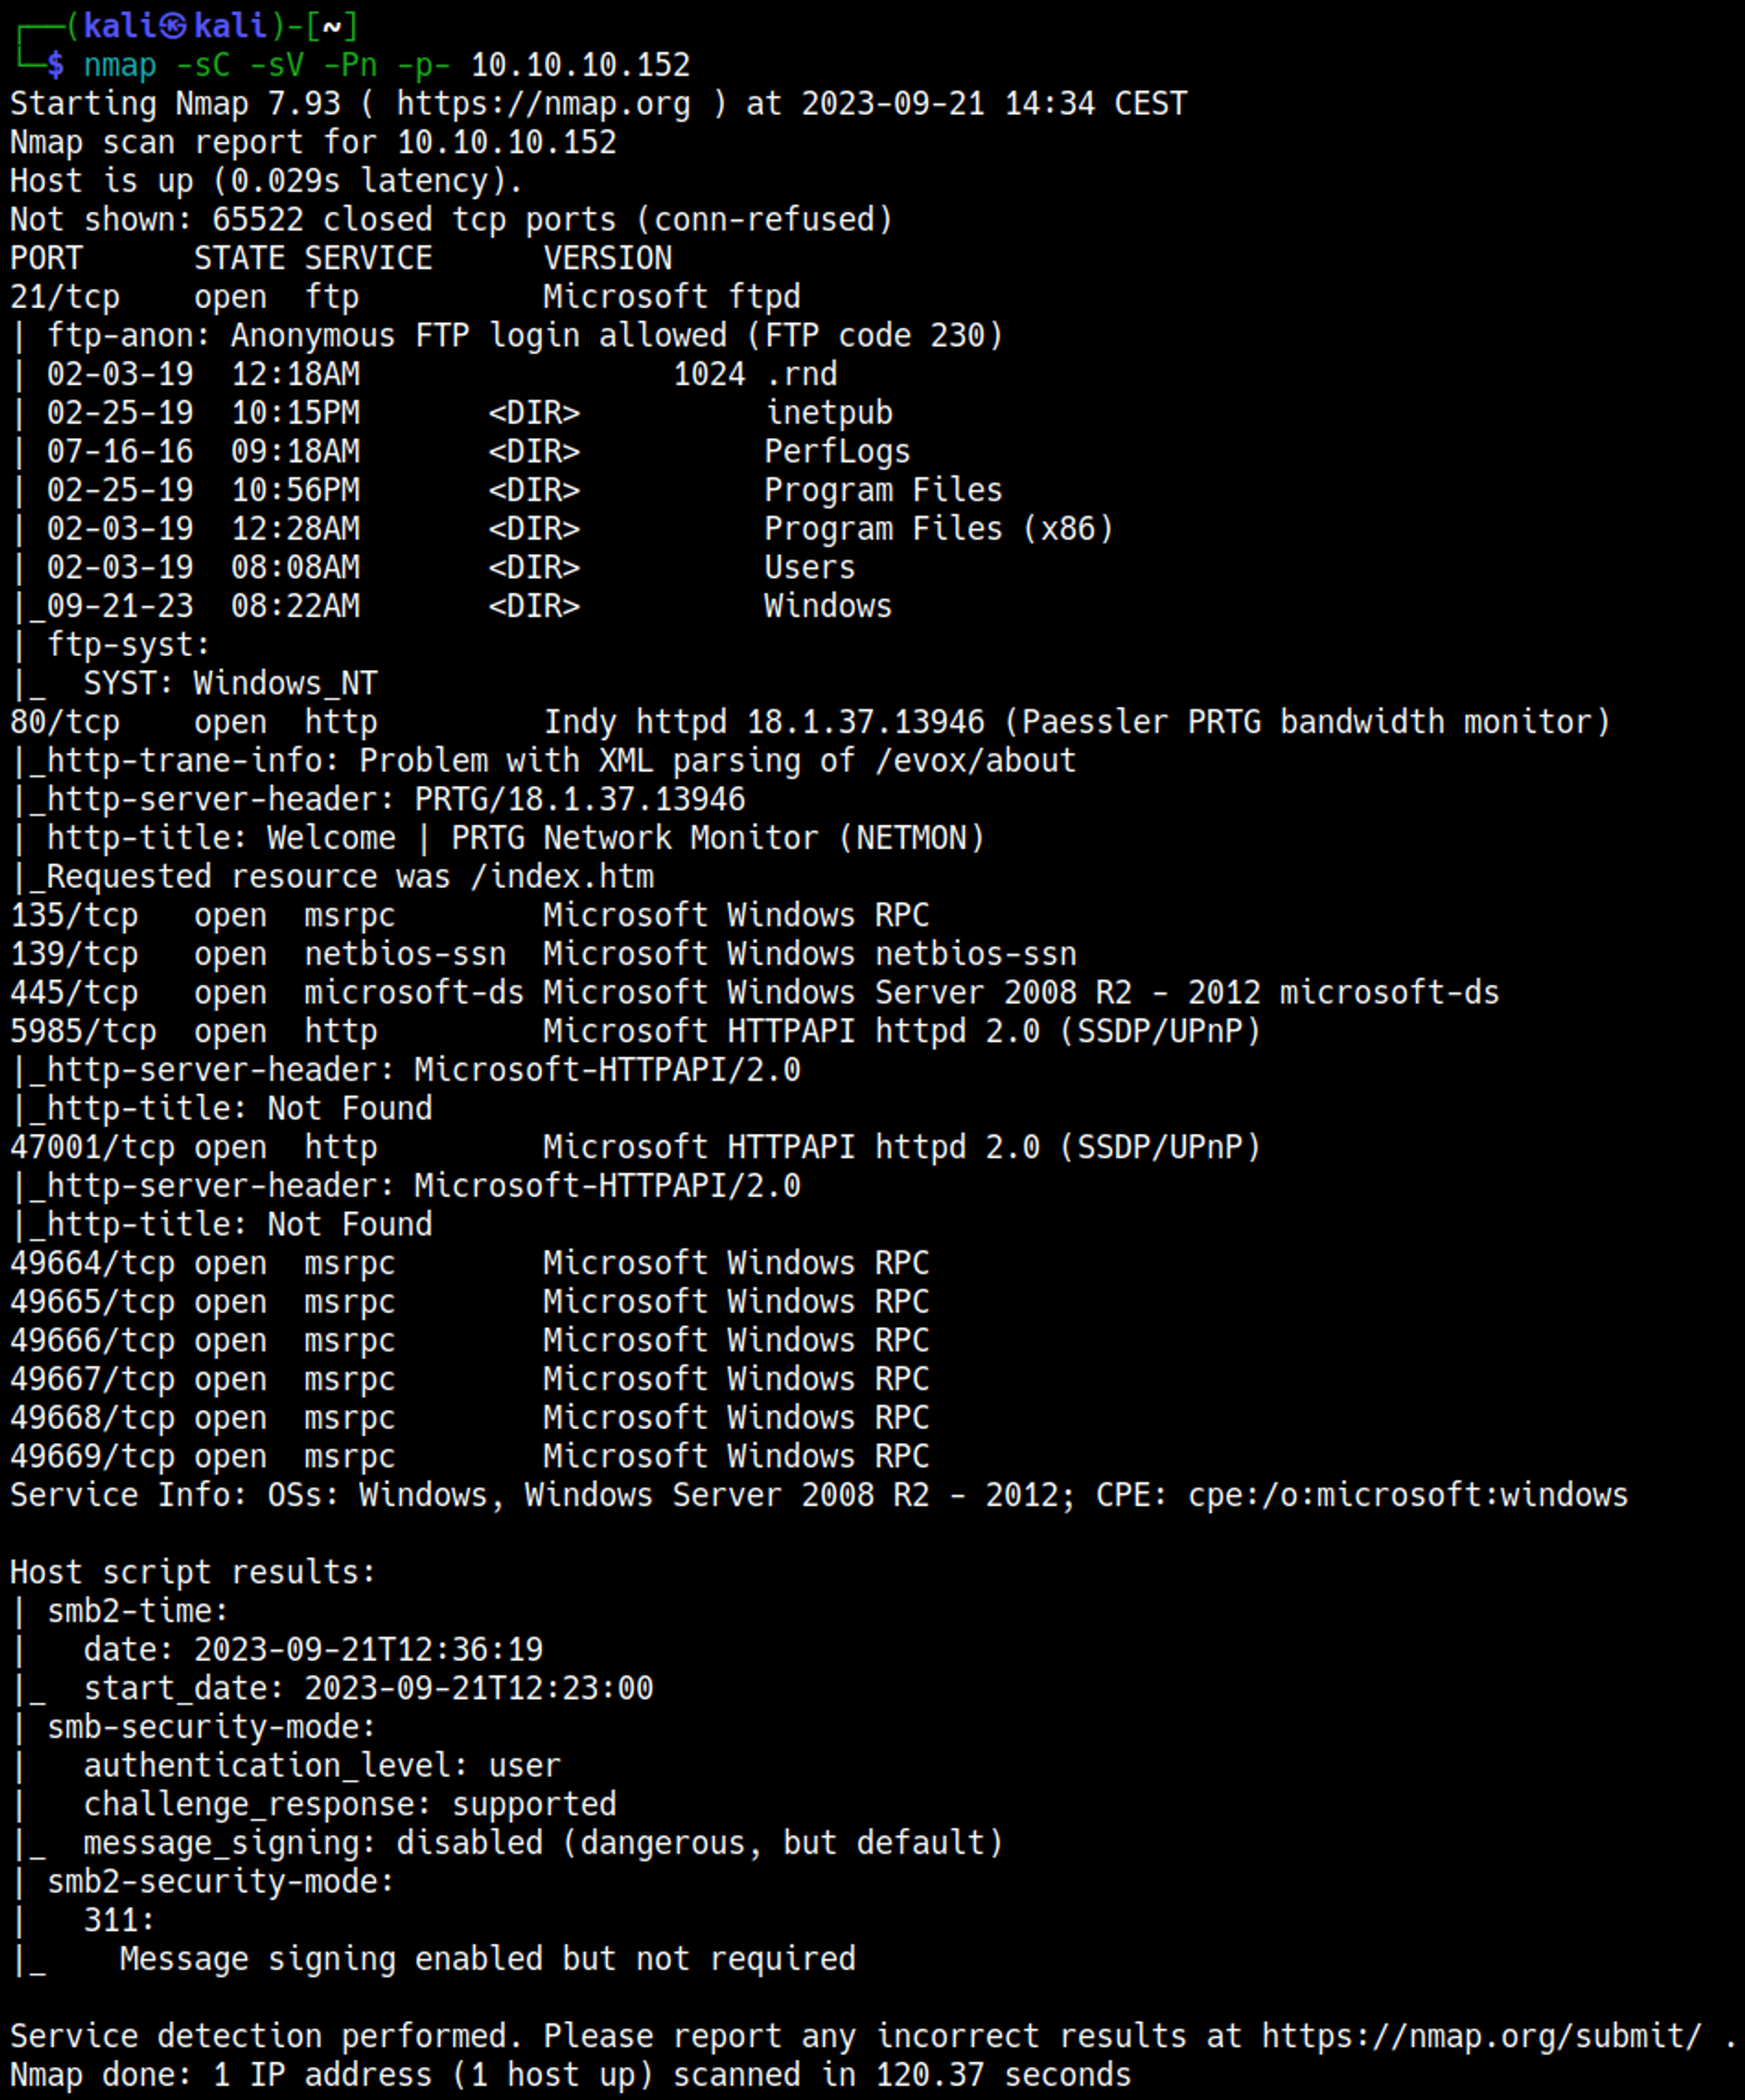 ┌──(kali㉿kali)-[~]
└─$ nmap -sC -sV -Pn -p- 10.10.10.152
Starting Nmap 7.93 ( https://nmap.org ) at 2023-09-21 14:34 CEST
Nmap scan report for 10.10.10.152
Host is up (0.029s latency).
Not shown: 65522 closed tcp ports (conn-refused)
PORT      STATE SERVICE      VERSION
21/tcp    open  ftp          Microsoft ftpd
| ftp-anon: Anonymous FTP login allowed (FTP code 230)
| 02-03-19  12:18AM                 1024 .rnd
| 02-25-19  10:15PM       <DIR>          inetpub
| 07-16-16  09:18AM       <DIR>          PerfLogs
| 02-25-19  10:56PM       <DIR>          Program Files
| 02-03-19  12:28AM       <DIR>          Program Files (x86)
| 02-03-19  08:08AM       <DIR>          Users
|_09-21-23  08:22AM       <DIR>          Windows
| ftp-syst:
|_  SYST: Windows_NT
80/tcp    open  http         Indy httpd 18.1.37.13946 (Paessler PRTG bandwidth monitor)
|_http-trane-info: Problem with XML parsing of /evox/about
|_http-server-header: PRTG/18.1.37.13946
| http-title: Welcome | PRTG Network Monitor (NETMON)
|_Requested resource was /index.htm
135/tcp   open  msrpc        Microsoft Windows RPC
139/tcp   open  netbios-ssn  Microsoft Windows netbios-ssn
445/tcp   open  microsoft-ds Microsoft Windows Server 2008 R2 - 2012 microsoft-ds
5985/tcp  open  http         Microsoft HTTPAPI httpd 2.0 (SSDP/UPnP)
|_http-server-header: Microsoft-HTTPAPI/2.0
|_http-title: Not Found
47001/tcp open  http         Microsoft HTTPAPI httpd 2.0 (SSDP/UPnP)
|_http-server-header: Microsoft-HTTPAPI/2.0
|_http-title: Not Found
49664/tcp open  msrpc        Microsoft Windows RPC
49665/tcp open  msrpc        Microsoft Windows RPC
49666/tcp open  msrpc        Microsoft Windows RPC
49667/tcp open  msrpc        Microsoft Windows RPC
49668/tcp open  msrpc        Microsoft Windows RPC
49669/tcp open  msrpc        Microsoft Windows RPC
Service Info: OSs: Windows, Windows Server 2008 R2 - 2012; CPE: cpe:/o:microsoft:windows

Host script results:
| smb2-time:
|   date: 2023-09-21T12:36:19
|_  start_date: 2023-09-21T12:23:00
| smb-security-mode:
|   authentication_level: user
|   challenge_response: supported
|_  message_signing: disabled (dangerous, but default)
| smb2-security-mode:
|   311:
|_    Message signing enabled but not required

Service detection performed. Please report any incorrect results at https://nmap.org/submit/ .
Nmap done: 1 IP address (1 host up) scanned in 120.37 seconds